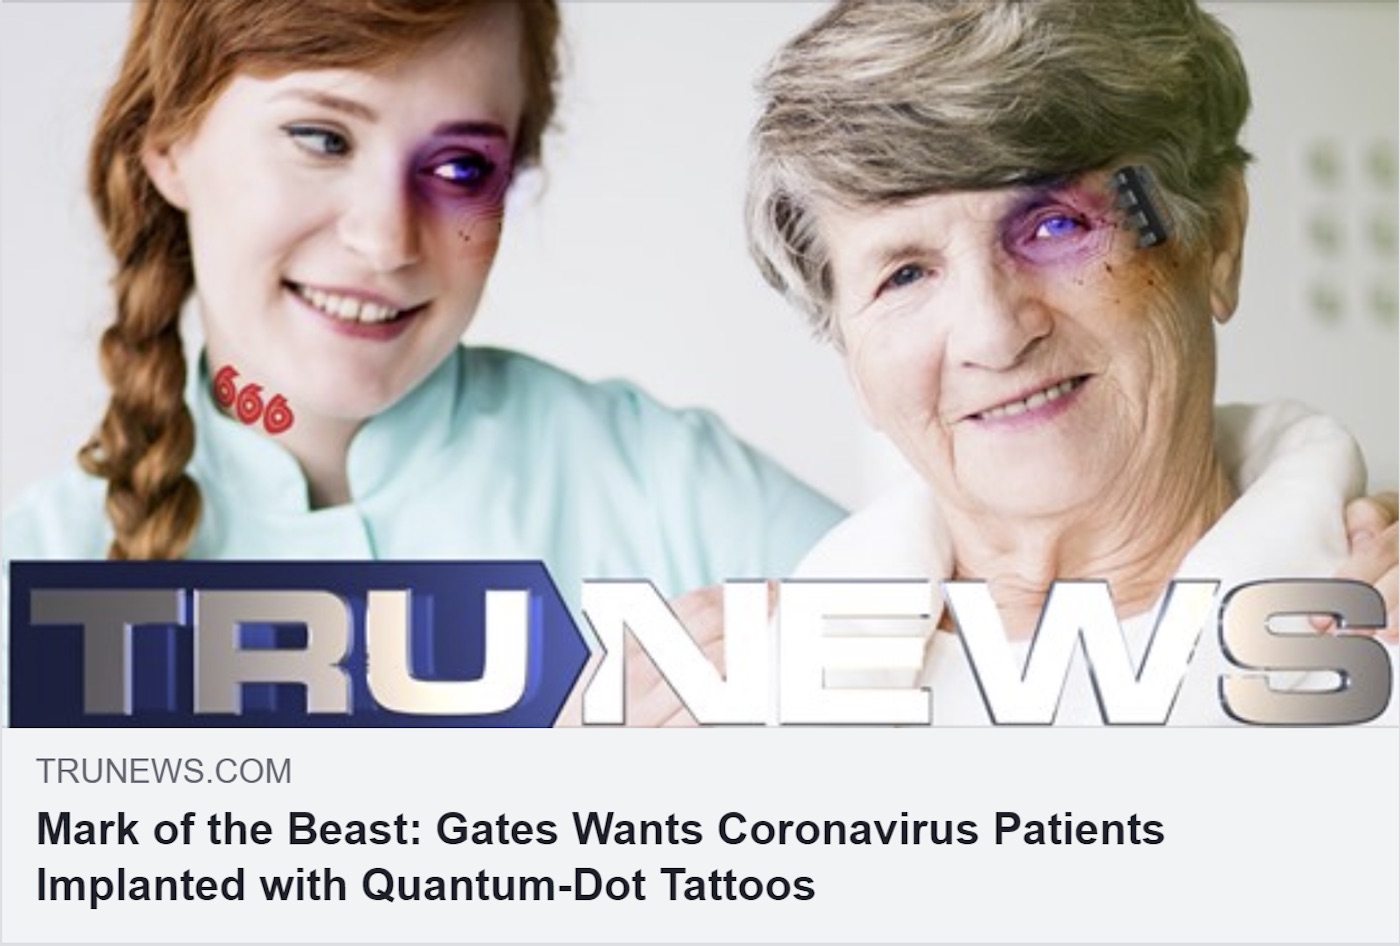 666
TRUNEWS
TRUNEWS.COM
Mark of the Beast: Gates Wants Coronavirus Patients
Implanted with Quantum-Dot Tattoos